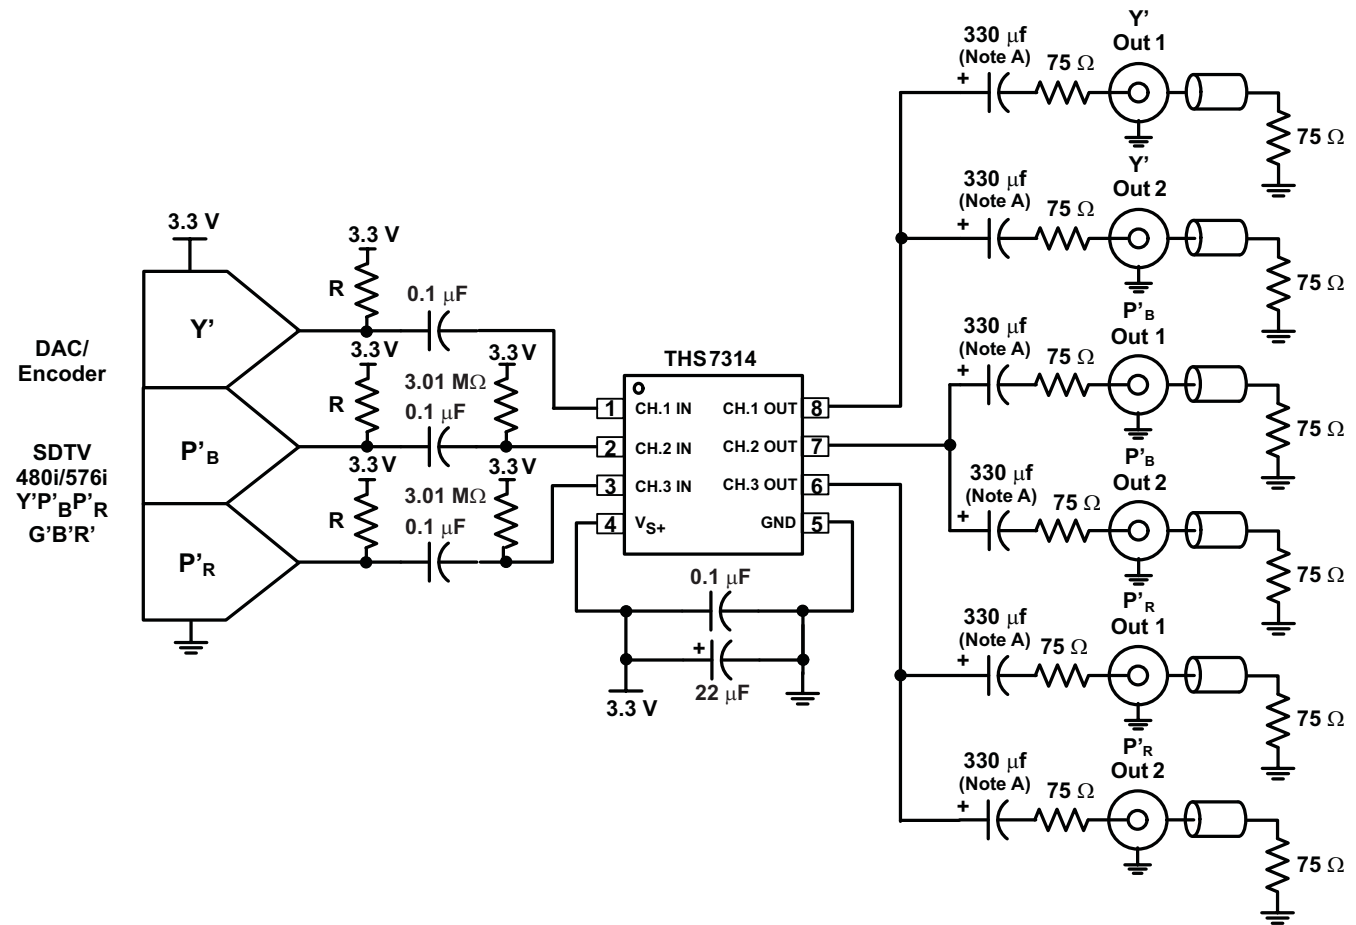 Y'
Out 1
330 µf
(Note A)
75 Ω
+
75 Ω
Y'
Out 2
330 µf
(Note A)
75 Ω
+
75 Ω
P'B
Out 1
330 µf
(Note A)
75 Ω
+
75 Ω
P'B
Out 2
330 µf
(Note A)
75 Ω
+
75 Ω
P'R
Out 1
330 µf
(Note A)
75 Ω
+
75 Ω
P'R
Out 2
330 µf
(Note A)
75 Ω
+
75 Ω
3.3 V
3.3 V
R
0.1 µF
Y'
DAC/
Encoder
3.3 V
3.3 V
R
3.01 MΩ
0.1 µF
P'B
SDTV
480i/576i
Y'P'BP'R
G'B'R'
3.3 V
3.3 V
R
3.01 MΩ
0.1 µF
P'R
THS7314
1 CH.1 IN CH.1 OUT 8
2 CH.2 IN CH.2 OUT 7
3 CH.3 IN CH.3 OUT 6
4 VS+ GND 5
0.1 µF
+
22 µF
3.3 V